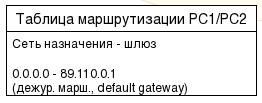 Таблица маршрутизации PC1/PC2
Сеть назначения - шлюз
0.0.0.0 - 89.110.0.1
(дежур. марш., default gateway)